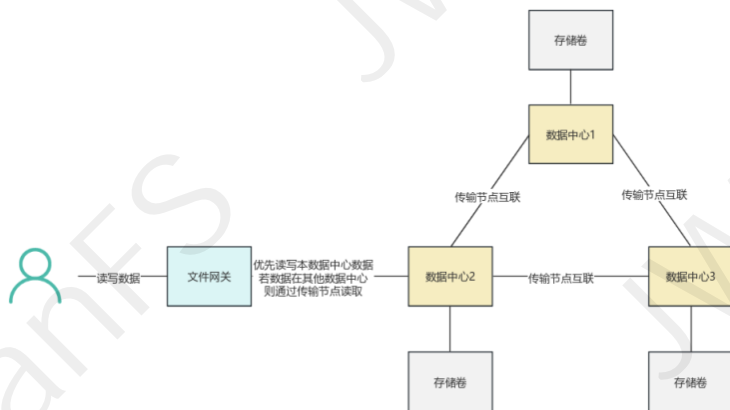 存储卷
数据中心1
传输节点互联
传输节点互联
读写数据
文件网关
优先读写本数据中心数据
若数据在其他数据中心
则通过传输节点读取
数据中心2
传输节点互联
数据中心3
存储卷
存储卷
anFS